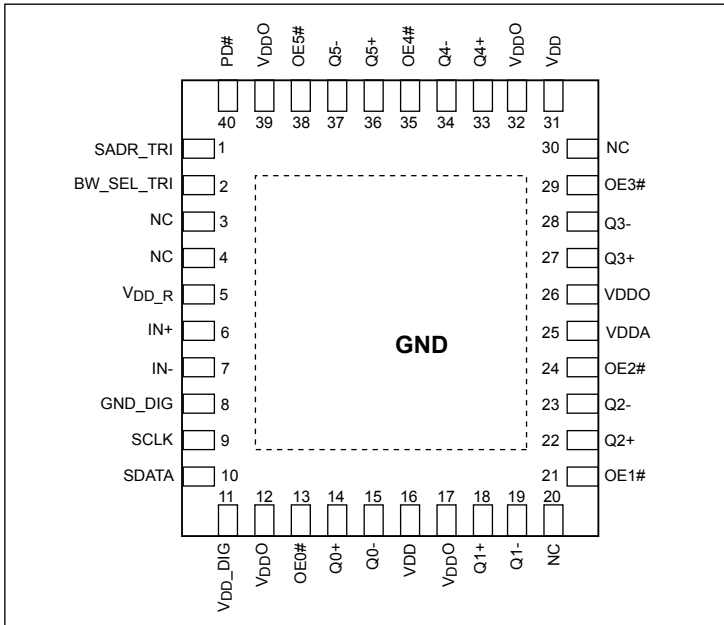 PD# VDDO OE5# Q5- Q5+ OE4# Q4- Q4+ VDDO VDD
40 39 38 37 36 35 34 33 32 31
SADR_TRI 1 30 NC
BW_SEL_TRI 2 29 OE3#
NC 3 28 Q3-
NC 4 27 Q3+
VDD_R 5 26 VDDO
IN+ 6 25 VDDA
GND
IN- 7 24 OE2#
GND_DIG 8 23 Q2-
SCLK 9 22 Q2+
SDATA 10 21 OE1#
11 12 13 14 15 16 17 18 19 20
VDD_DIG VDDO OE0# Q0+ Q0- VDD VDDO Q1+ Q1- NC